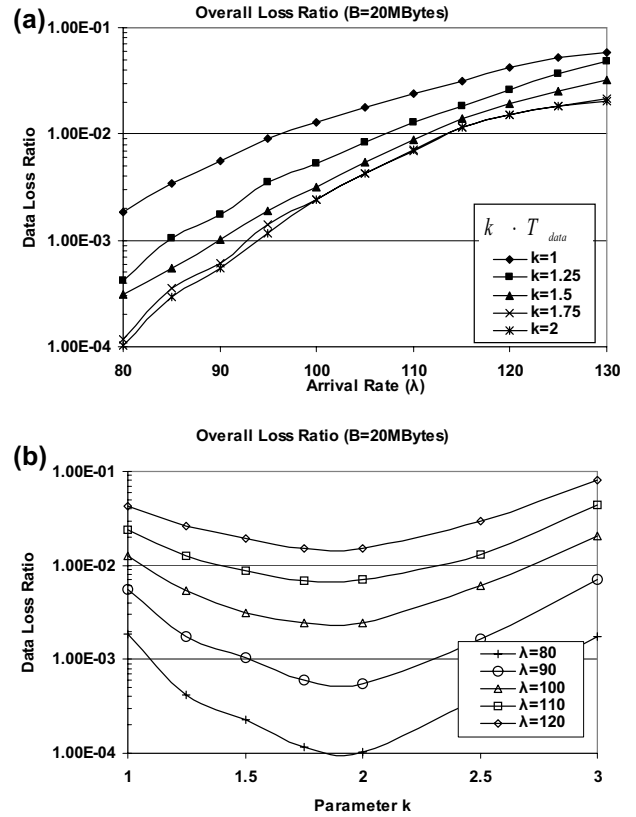 (a)
Overall Loss Ratio (B=20MBytes)
1.00E-01
1.00E-02
1.00E-03
1.00E-04
Data Loss Ratio
80 90 100 110 120 130
Arrival Rate (λ)
k · T data
k=1
k=1.25
k=1.5
k=1.75
k=2
(b)
Overall Loss Ratio (B=20MBytes)
1.00E-01
1.00E-02
1.00E-03
1.00E-04
Data Loss Ratio
1 1.5 2 2.5 3
Parameter k
λ=80
λ=90
λ=100
λ=110
λ=120